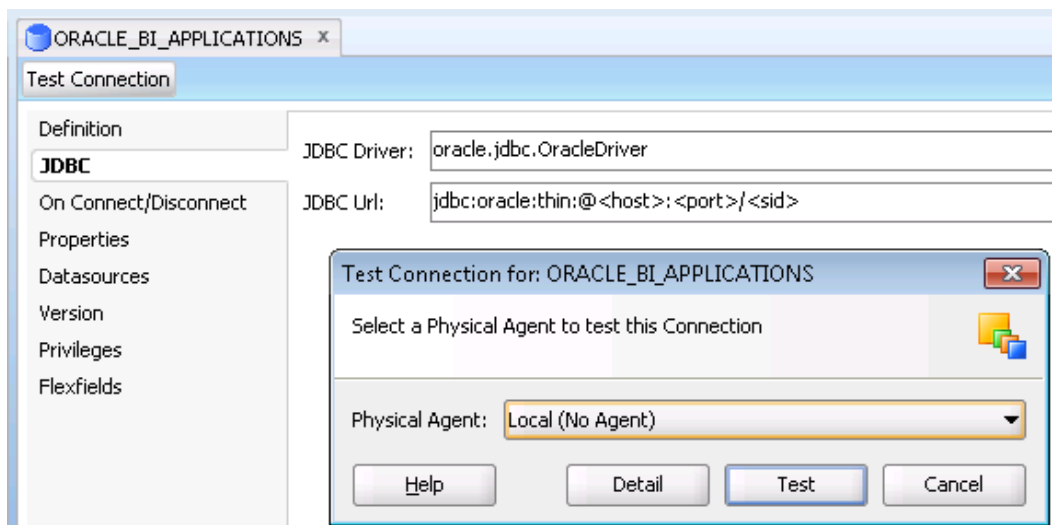 ORACLE_BI_APPLICATIONS x
Test Connection
Definition
JDBC
On Connect/Disconnect
Properties
Datasources
Version
Privileges
Flexfields
JDBC Driver: oracle.jdbc.OracleDriver
JDBC Url: jdbc:oracle:thin:@<host>:<port>/<sid>
Test Connection for: ORACLE_BI_APPLICATIONS
Select a Physical Agent to test this Connection
Physical Agent: Local (No Agent)
Help Detail Test Cancel